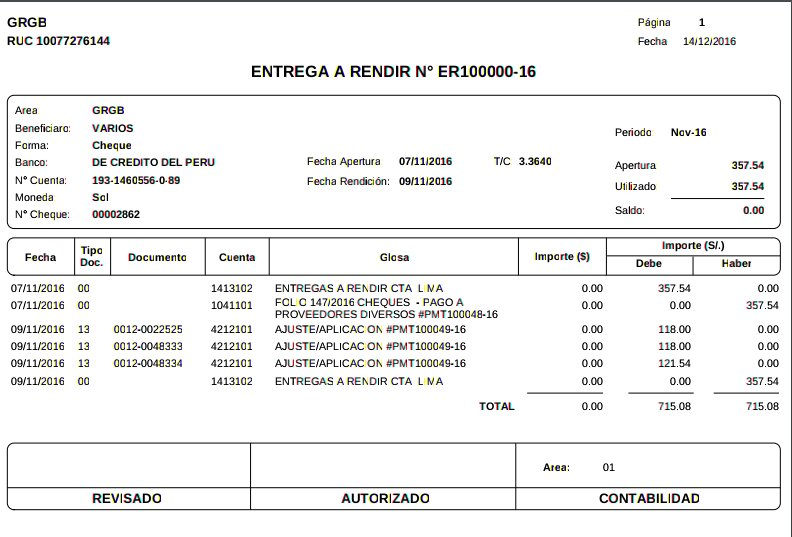 GRGB
Página 1
RUC 10077276144
Fecha 14/12/2016
ENTREGA A RENDIR Nº ER100000-16
Area GRGB
Beneficiaro: VARIOS
Periodo Nov-16
Forma: Cheque
Banco: DE CREDITO DEL PERU Fecha Apertura 07/11/2016 T/C 3.3640
Apertura 357.54
Nº Cuenta: 193-1460556-0-89 Fecha Rendición: 09/11/2016
Utilizado 357.54
Moneda Sol
Nº Cheque: 00002862
Saldo: 0.00
Fecha Tipo Doc. Documento Cuenta Glosa Importe ($) Importe (S/.)
Debe Haber
07/11/2016 00 1413102 ENTREGAS A RENDIR CTA LIMA 0.00 357.54 0.00
07/11/2016 00 1041101 FOLIO 147/2016 CHEQUES - PAGO A 0.00 0.00 357.54
PROVEEDORES DIVERSOS #PMT100048-16
09/11/2016 13 0012-0022525 4212101 AJUSTE/APLICACION #PMT100049-16 0.00 118.00 0.00
09/11/2016 13 0012-0048333 4212101 AJUSTE/APLICACION #PMT100049-16 0.00 118.00 0.00
09/11/2016 13 0012-0048334 4212101 AJUSTE/APLICACION #PMT100049-16 0.00 121.54 0.00
09/11/2016 00 1413102 ENTREGAS A RENDIR CTA LIMA 0.00 0.00 357.54
TOTAL 0.00 715.08 715.08
Area: 01
REVISADO AUTORIZADO CONTABILIDAD